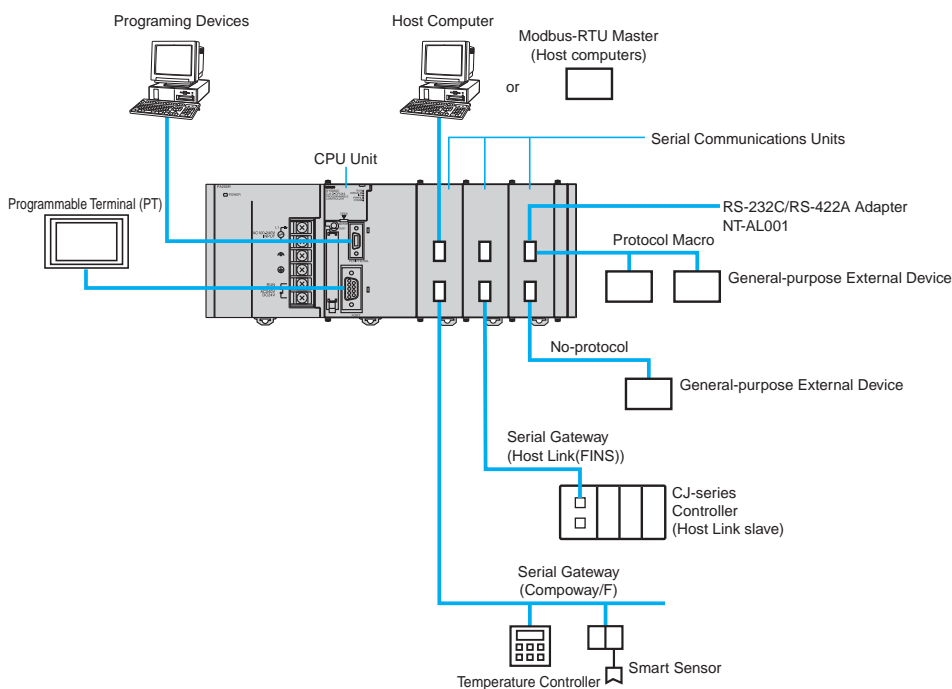 Programing Devices
Host Computer
Modbus-RTU Master
(Host computers)
or
Serial Communications Units
CPU Unit
POWER
Programmable Terminal (PT)
RS-232C/RS-422A Adapter
NT-AL001
Protocol Macro
General-purpose External Device
No-protocol
General-purpose External Device
Serial Gateway
(Host Link(FINS))
CJ-series
Controller
(Host Link slave)
Serial Gateway
(Compoway/F)
Temperature Controller
Smart Sensor